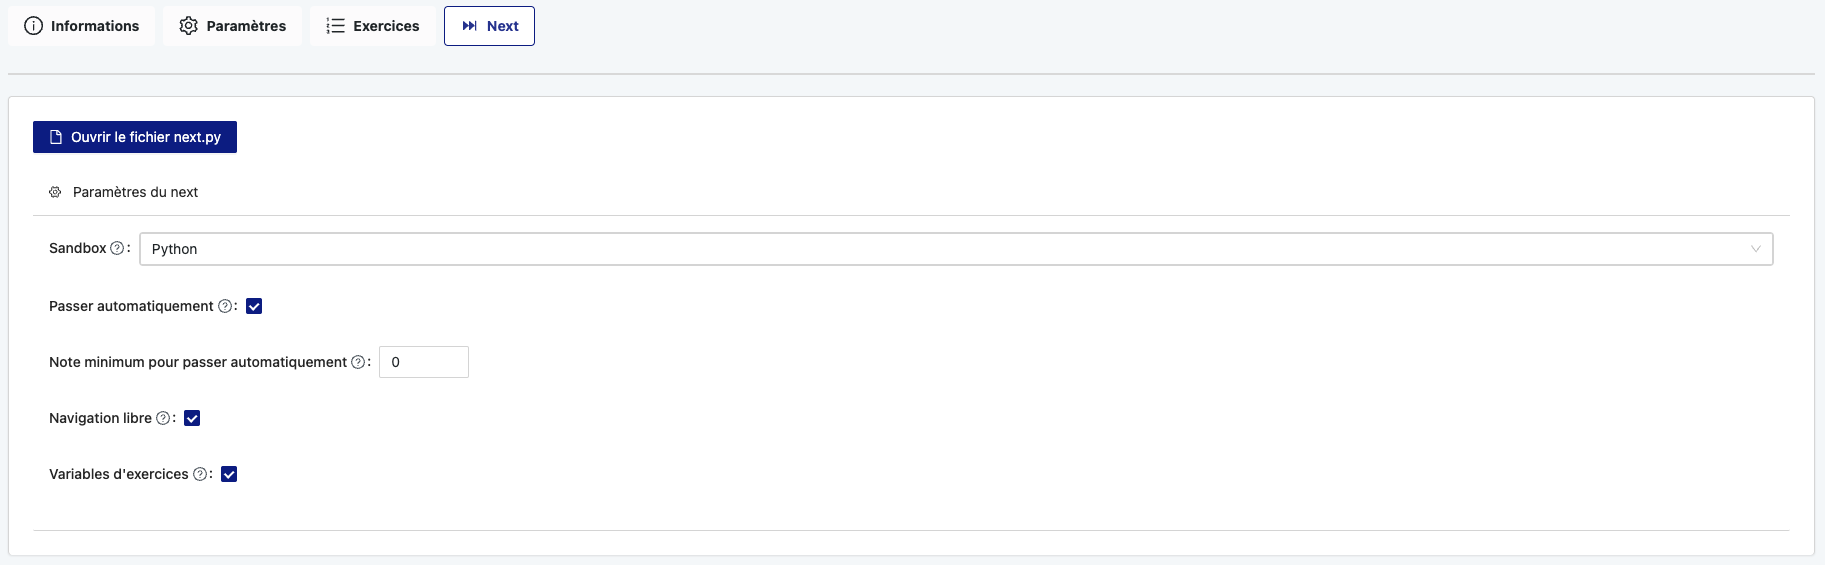 Informations Paramètres Exercices Next
Ouvrir le fichier next.py
Paramètres du next
Sandbox ? : Python
Passer automatiquement ? :
Note minimum pour passer automatiquement ? : 0
Navigation libre ? :
Variables d'exercices ? :